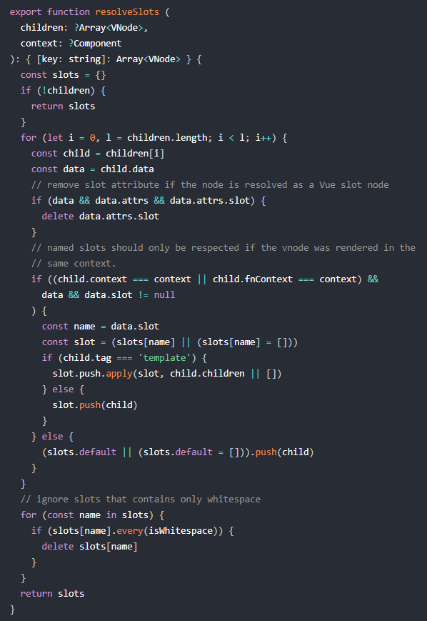 export function resolveSlots (
  children: ?Array<VNode>,
  context: ?Component
): { [key: string]: Array<VNode> } {
  const slots = {}
  if (!children) {
    return slots
  }
  for (let i = 0, l = children.length; i < l; i++) {
    const child = children[i]
    const data = child.data
    // remove slot attribute if the node is resolved as a Vue slot node
    if (data && data.attrs && data.attrs.slot) {
      delete data.attrs.slot
    }
    // named slots should only be respected if the vnode was rendered in the
    // same context.
    if ((child.context === context || child.fnContext === context) &&
      data && data.slot != null
    ) {
      const name = data.slot
      const slot = (slots[name] || (slots[name] = []))
      if (child.tag === 'template') {
        slot.push.apply(slot, child.children || [])
      } else {
        slot.push(child)
      }
    } else {
      (slots.default || (slots.default = [])).push(child)
    }
  }
  // ignore slots that contains only whitespace
  for (const name in slots) {
    if (slots[name].every(isWhitespace)) {
      delete slots[name]
    }
  }
  return slots
}